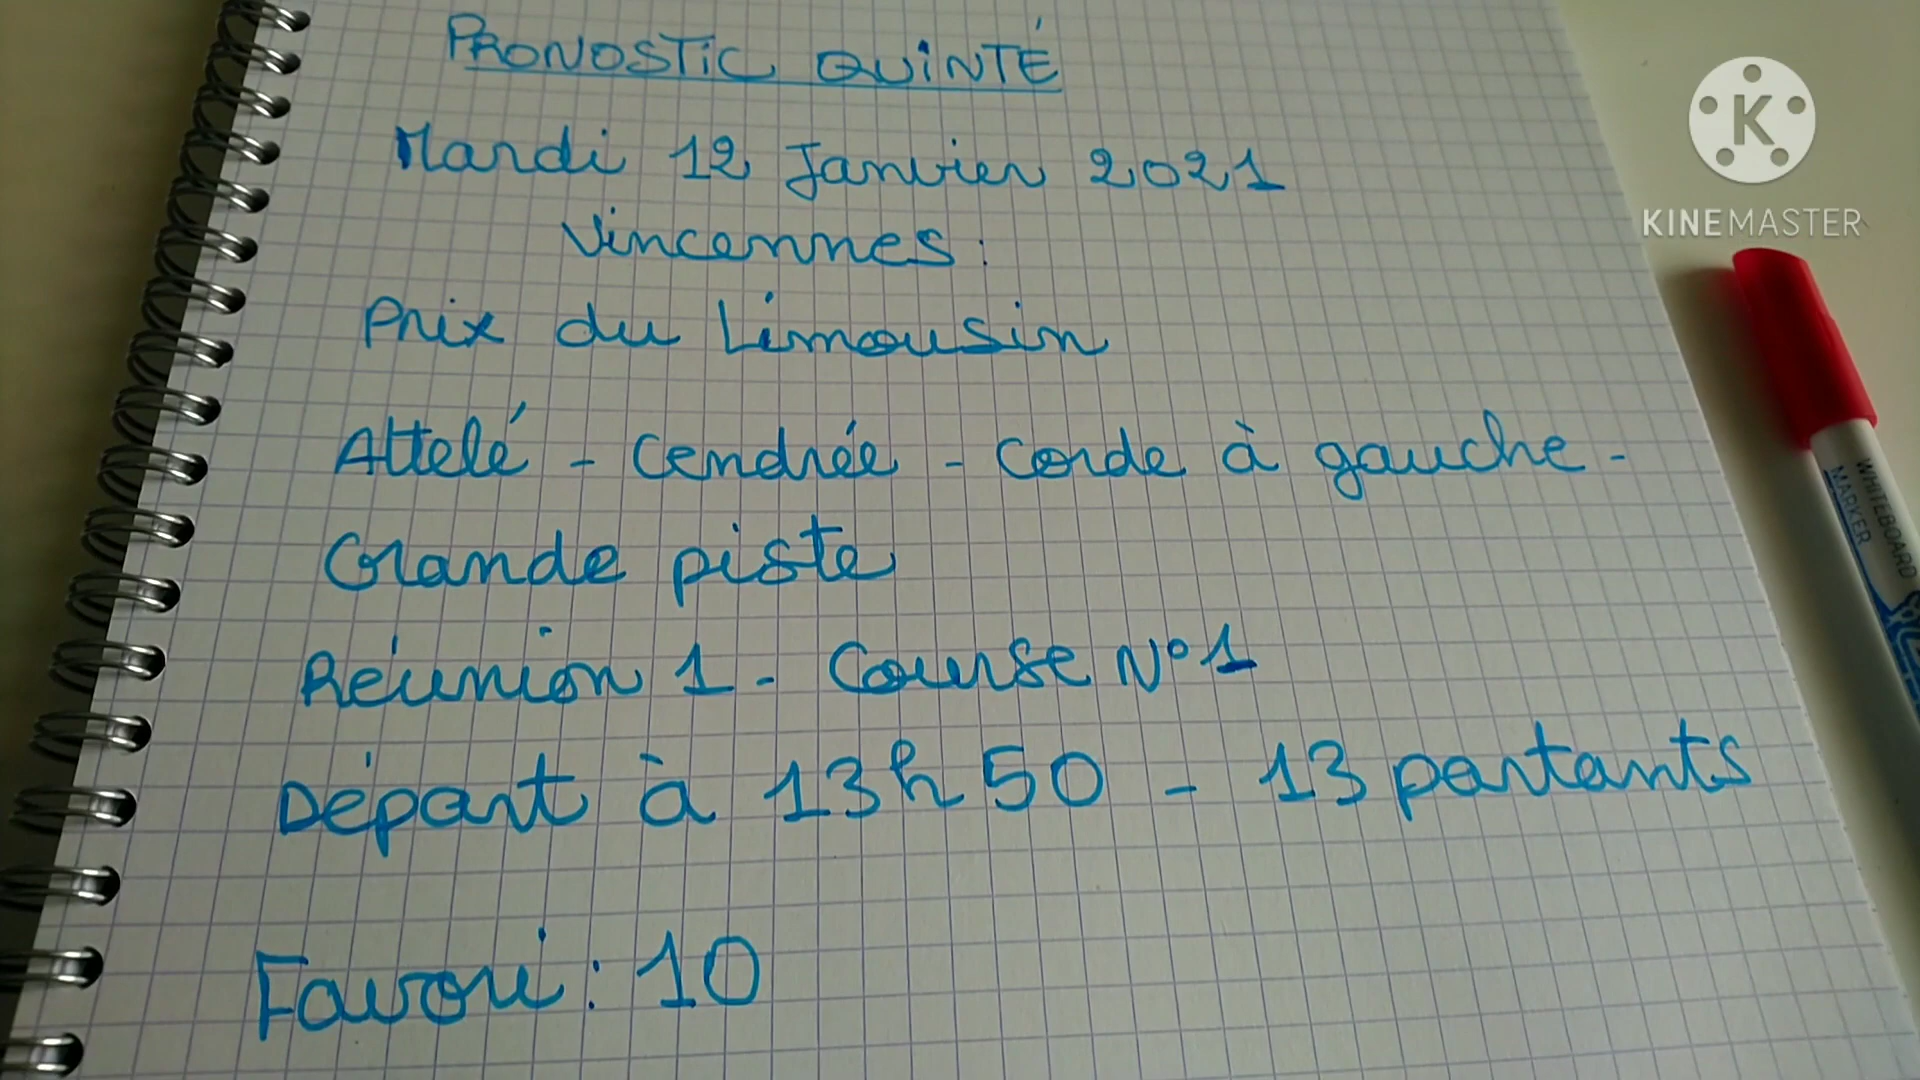 PRONOSTIC QUINTÉ
Mardi 12 Janvier 2021
Vincennes:
Prix du Limousin
Attelé - Cendrée - Corde à gauche -
Grande piste
Réunion 1 - Course N°1
Départ à 13h50 - 13 partants
Favori : 10
K
KINEMASTER
WHITEBOARD
MARKER